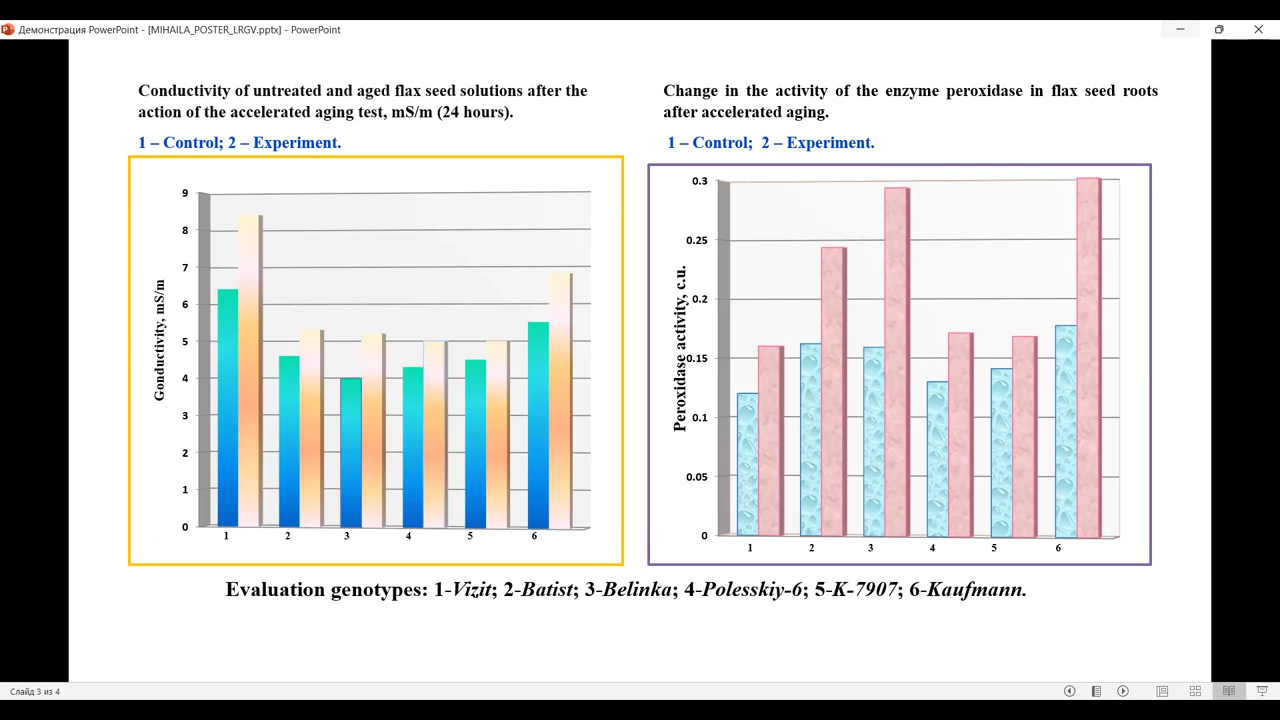 Демонстрация PowerPoint - [MIHAILA_POSTER_LRGV.pptx] - PowerPoint
Conductivity of untreated and aged flax seed solutions after the
action of the accelerated aging test, mS/m (24 hours).
1 – Control; 2 – Experiment.
9
8
7
6
5
4
3
2
1
0
Gonductivity, mS/m
1 2 3 4 5 6
Change in the activity of the enzyme peroxidase in flax seed roots
after accelerated aging.
1 – Control; 2 – Experiment.
0.3
0.25
0.2
0.15
0.1
0.05
0
Peroxidase activity, c.u.
1 2 3 4 5 6
Evaluation genotypes: 1-Vizit; 2-Batist; 3-Belinka; 4-Polesskiy-6; 5-K-7907; 6-Kaufmann.
Слайд 3 из 4